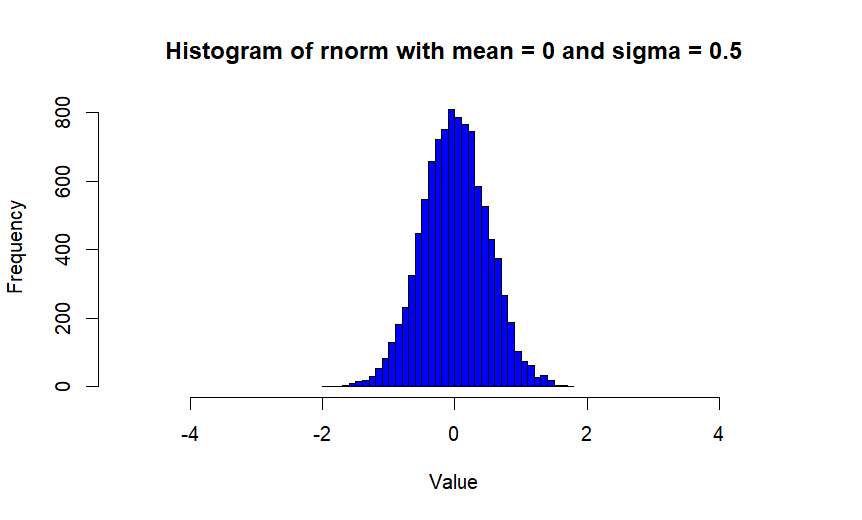 Histogram of rnorm with mean = 0 and sigma = 0.5
Frequency
800
600
400
200
0
-4 -2 0 2 4
Value